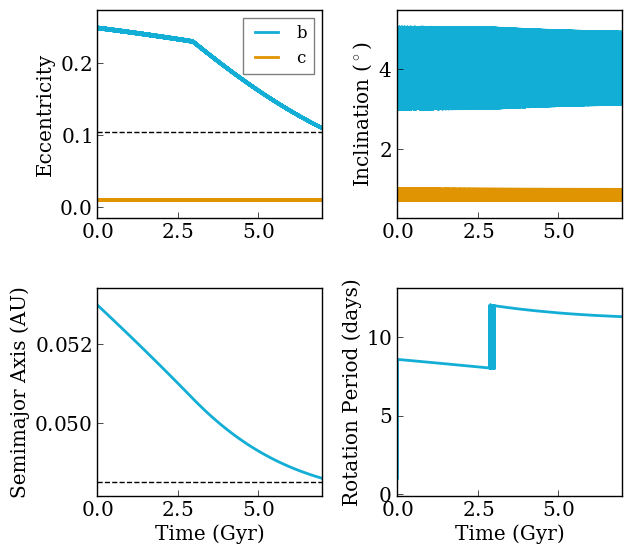 Eccentricity
0.2
0.1
0.0
0.0
2.5
5.0
b
c
Inclination (°)
4
2
0.0
2.5
5.0
Semimajor Axis (AU)
0.052
0.050
0.0
2.5
5.0
Time (Gyr)
Rotation Period (days)
10
5
0
0.0
2.5
5.0
Time (Gyr)